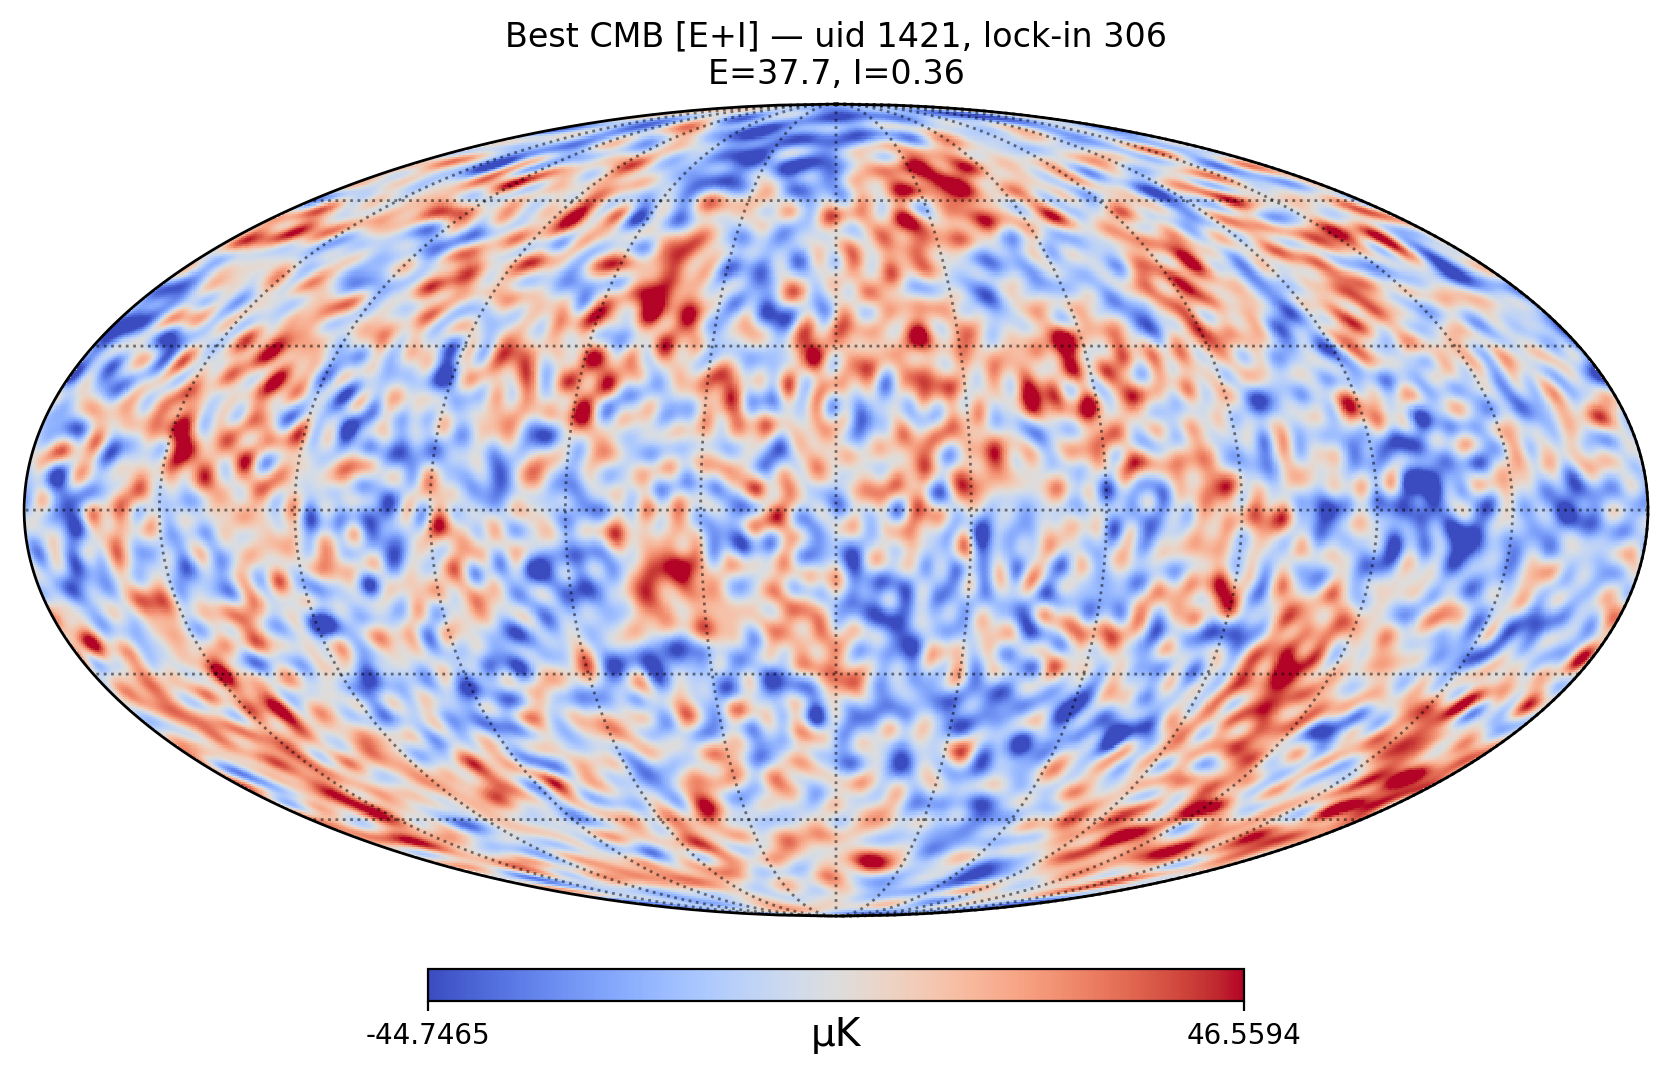 Best CMB [E+I] — uid 1421, lock-in 306
E=37.7, I=0.36
-44.7465
μK
46.5594